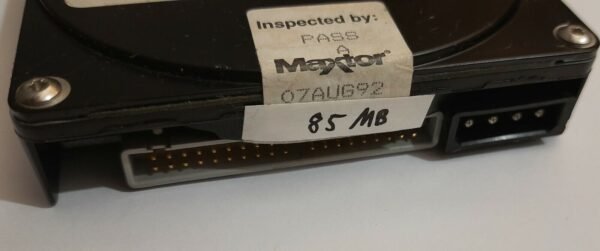 Inspected by:
PASS
A
Maxtor
07AUG92
85 MB